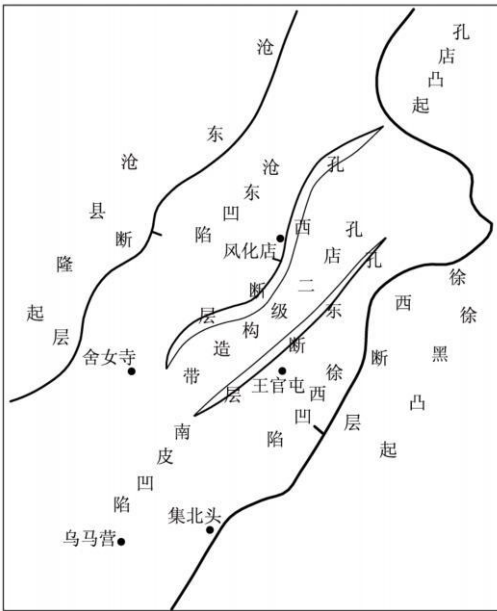 孔店凸起
沧东断层
沧县隆起
沧东凹陷
孔西断层
风化店
孔店二级构造带
孔东断层
徐西断层
徐黑凸起
舍女寺
王官屯
徐西凹陷
南皮凹陷
集北头
乌马营